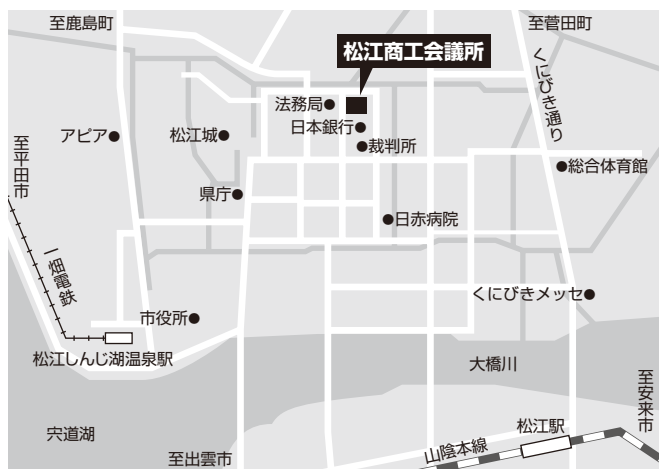 至鹿島町
至菅田町
松江商工会議所
くにびき通り
法務局
日本銀行
裁判所
アピア
松江城
至平田市
総合体育館
県庁
日赤病院
一畑電鉄
市役所
くにびきメッセ
松江しんじ湖温泉駅
大橋川
至安来市
宍道湖
松江駅
山陰本線
至出雲市